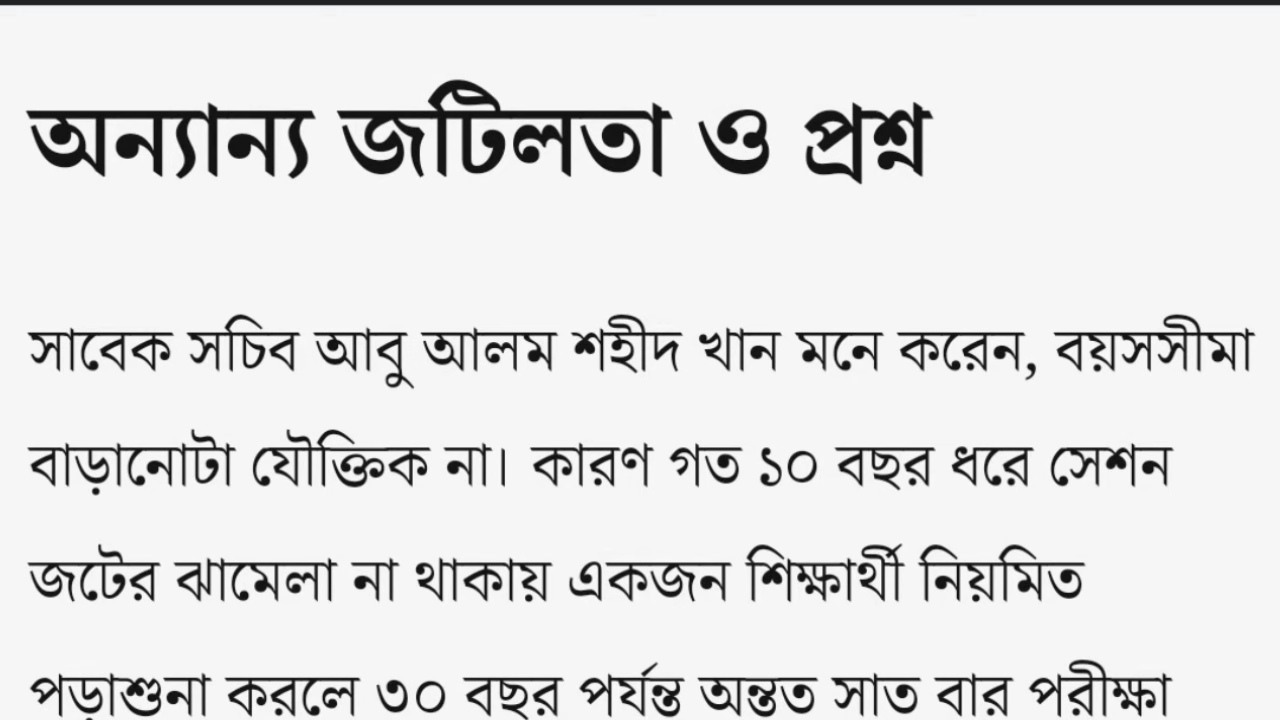 অন্যান্য জটিলতা ও প্রশ্ন
সাবেক সচিব আবু আলম শহীদ খান মনে করেন, বয়সসীমা
বাড়ানোটা যৌক্তিক না। কারণ গত ১০ বছর ধরে সেশন
জটের ঝামেলা না থাকায় একজন শিক্ষার্থী নিয়মিত
পড়াশুনা করলে ৩০ বছর পর্যন্ত অন্তত সাত বার পরীক্ষা